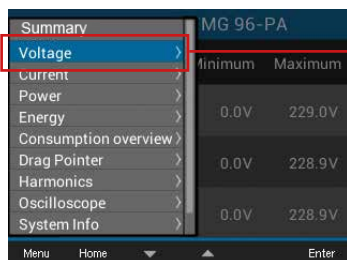 Summary
MG 96-PA
Voltage
Minimum Maximum
Current
Power
Energy
0.0V 229.0V
Consumption overview
Drag Pointer
0.0V 228.9V
Harmonics
Oscilloscope
System Info
0.0V 228.9V
Menu Home Enter